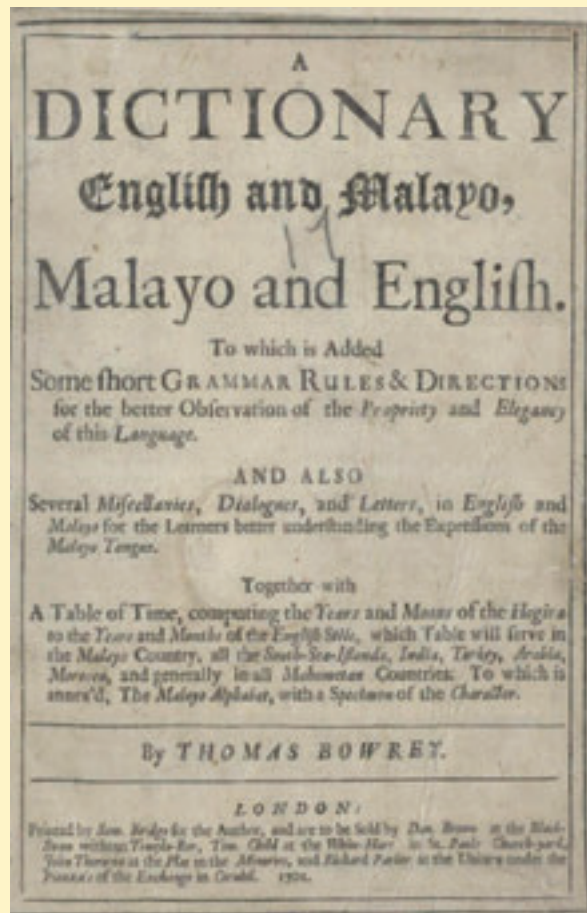 A
DICTIONARY
Engliſh and Malayo,
17
Malayo and Engliſh.
To which is Added
Some ſhort GRAMMAR RULES & DIRECTIONS
for the better Obſervation of the Propriety and Elegancy
of this Language.
AND ALSO
Several Miſcellanies, Dialogues, and Letters, in Engliſh and
Malayo for the Learners better underſtanding the Expreſſions of the
Malayo Tongue.
Together with
A Table of Time, computing the Years and Moons of the Hegira
to the Years and Months of the Engliſh Stile, which Table will ſerve in
the Malayo Country, all the South-Sea-Iſlands, India, Turky, Arabia,
Morocco, and generally in all Mahometan Countries: To which is
annex'd, The Malayo Alphabet, with a Specimen of the Character.
By THOMAS BOWREY.
LONDON:
Printed by Sam. Bridge for the Author, and are to be Sold by Dan. Brown at the Black-
Swan without Temple-Bar, Tim. Child at the White-Hart in St. Pauls Church-yard,
at the in the Minories, and Richard Parker at the Unicorn under the
of the Exchange in Cornhil. 1701.